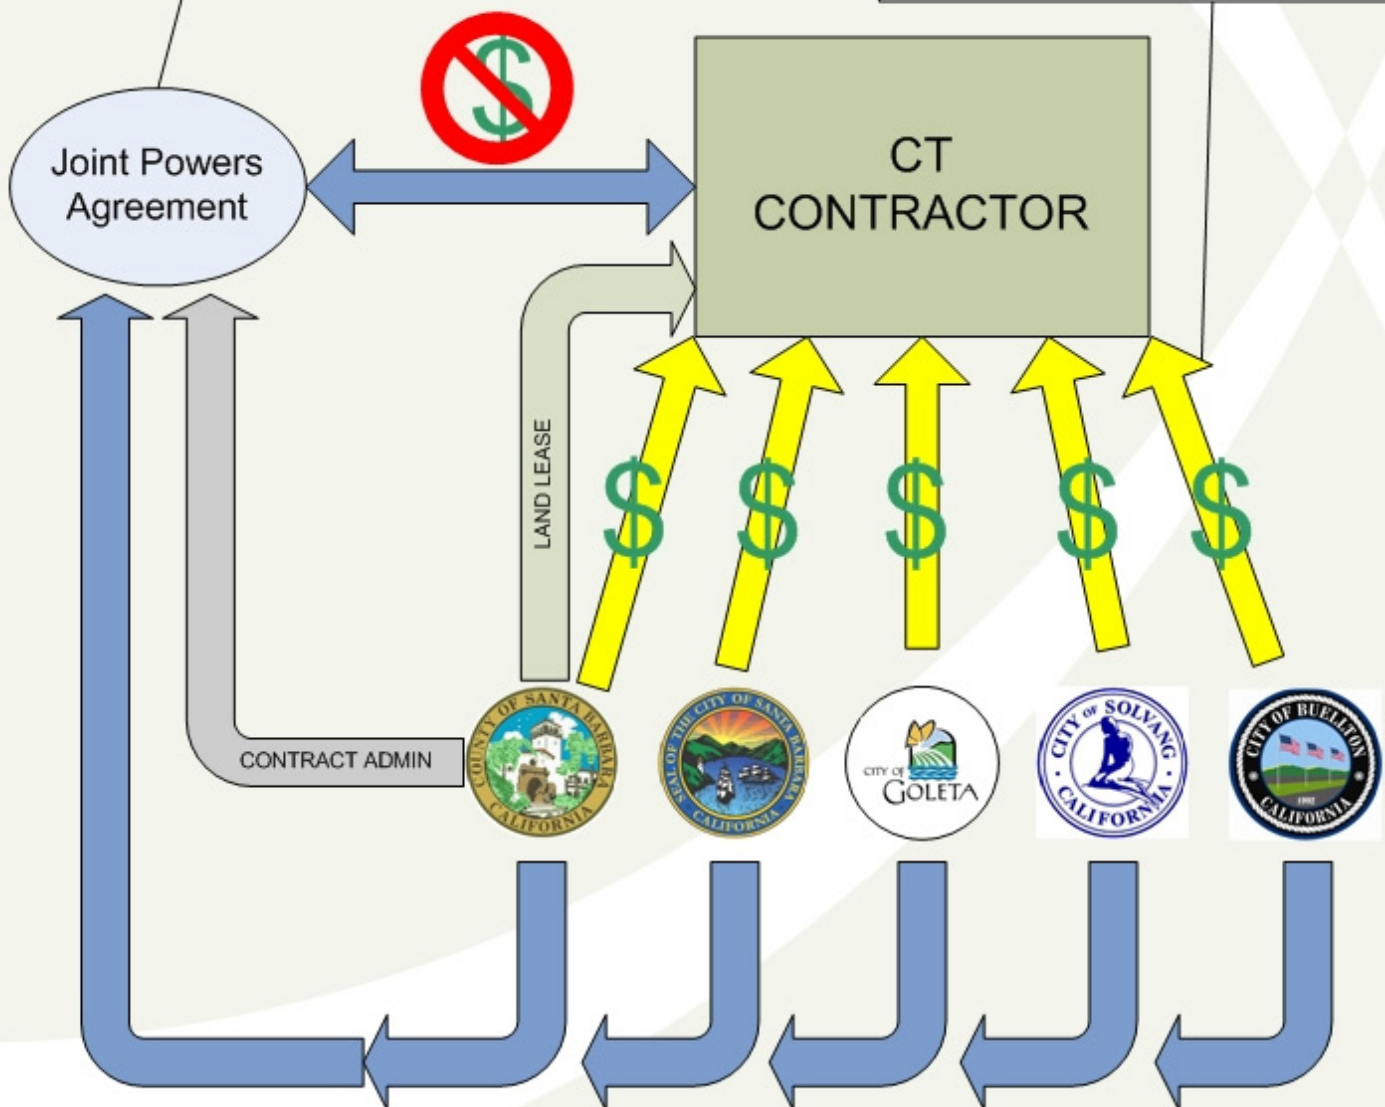 $
Joint Powers
Agreement
CT
CONTRACTOR
LAND LEASE
$ $ $ $ $
CONTRACT ADMIN
COUNTY OF SANTA BARBARA
CALIFORNIA
SEAL OF THE CITY OF SANTA BARBARA
CALIFORNIA
CITY OF
GOLETA
CITY OF SOLVANG
CALIFORNIA
CITY OF BUELLTON
1992
CALIFORNIA